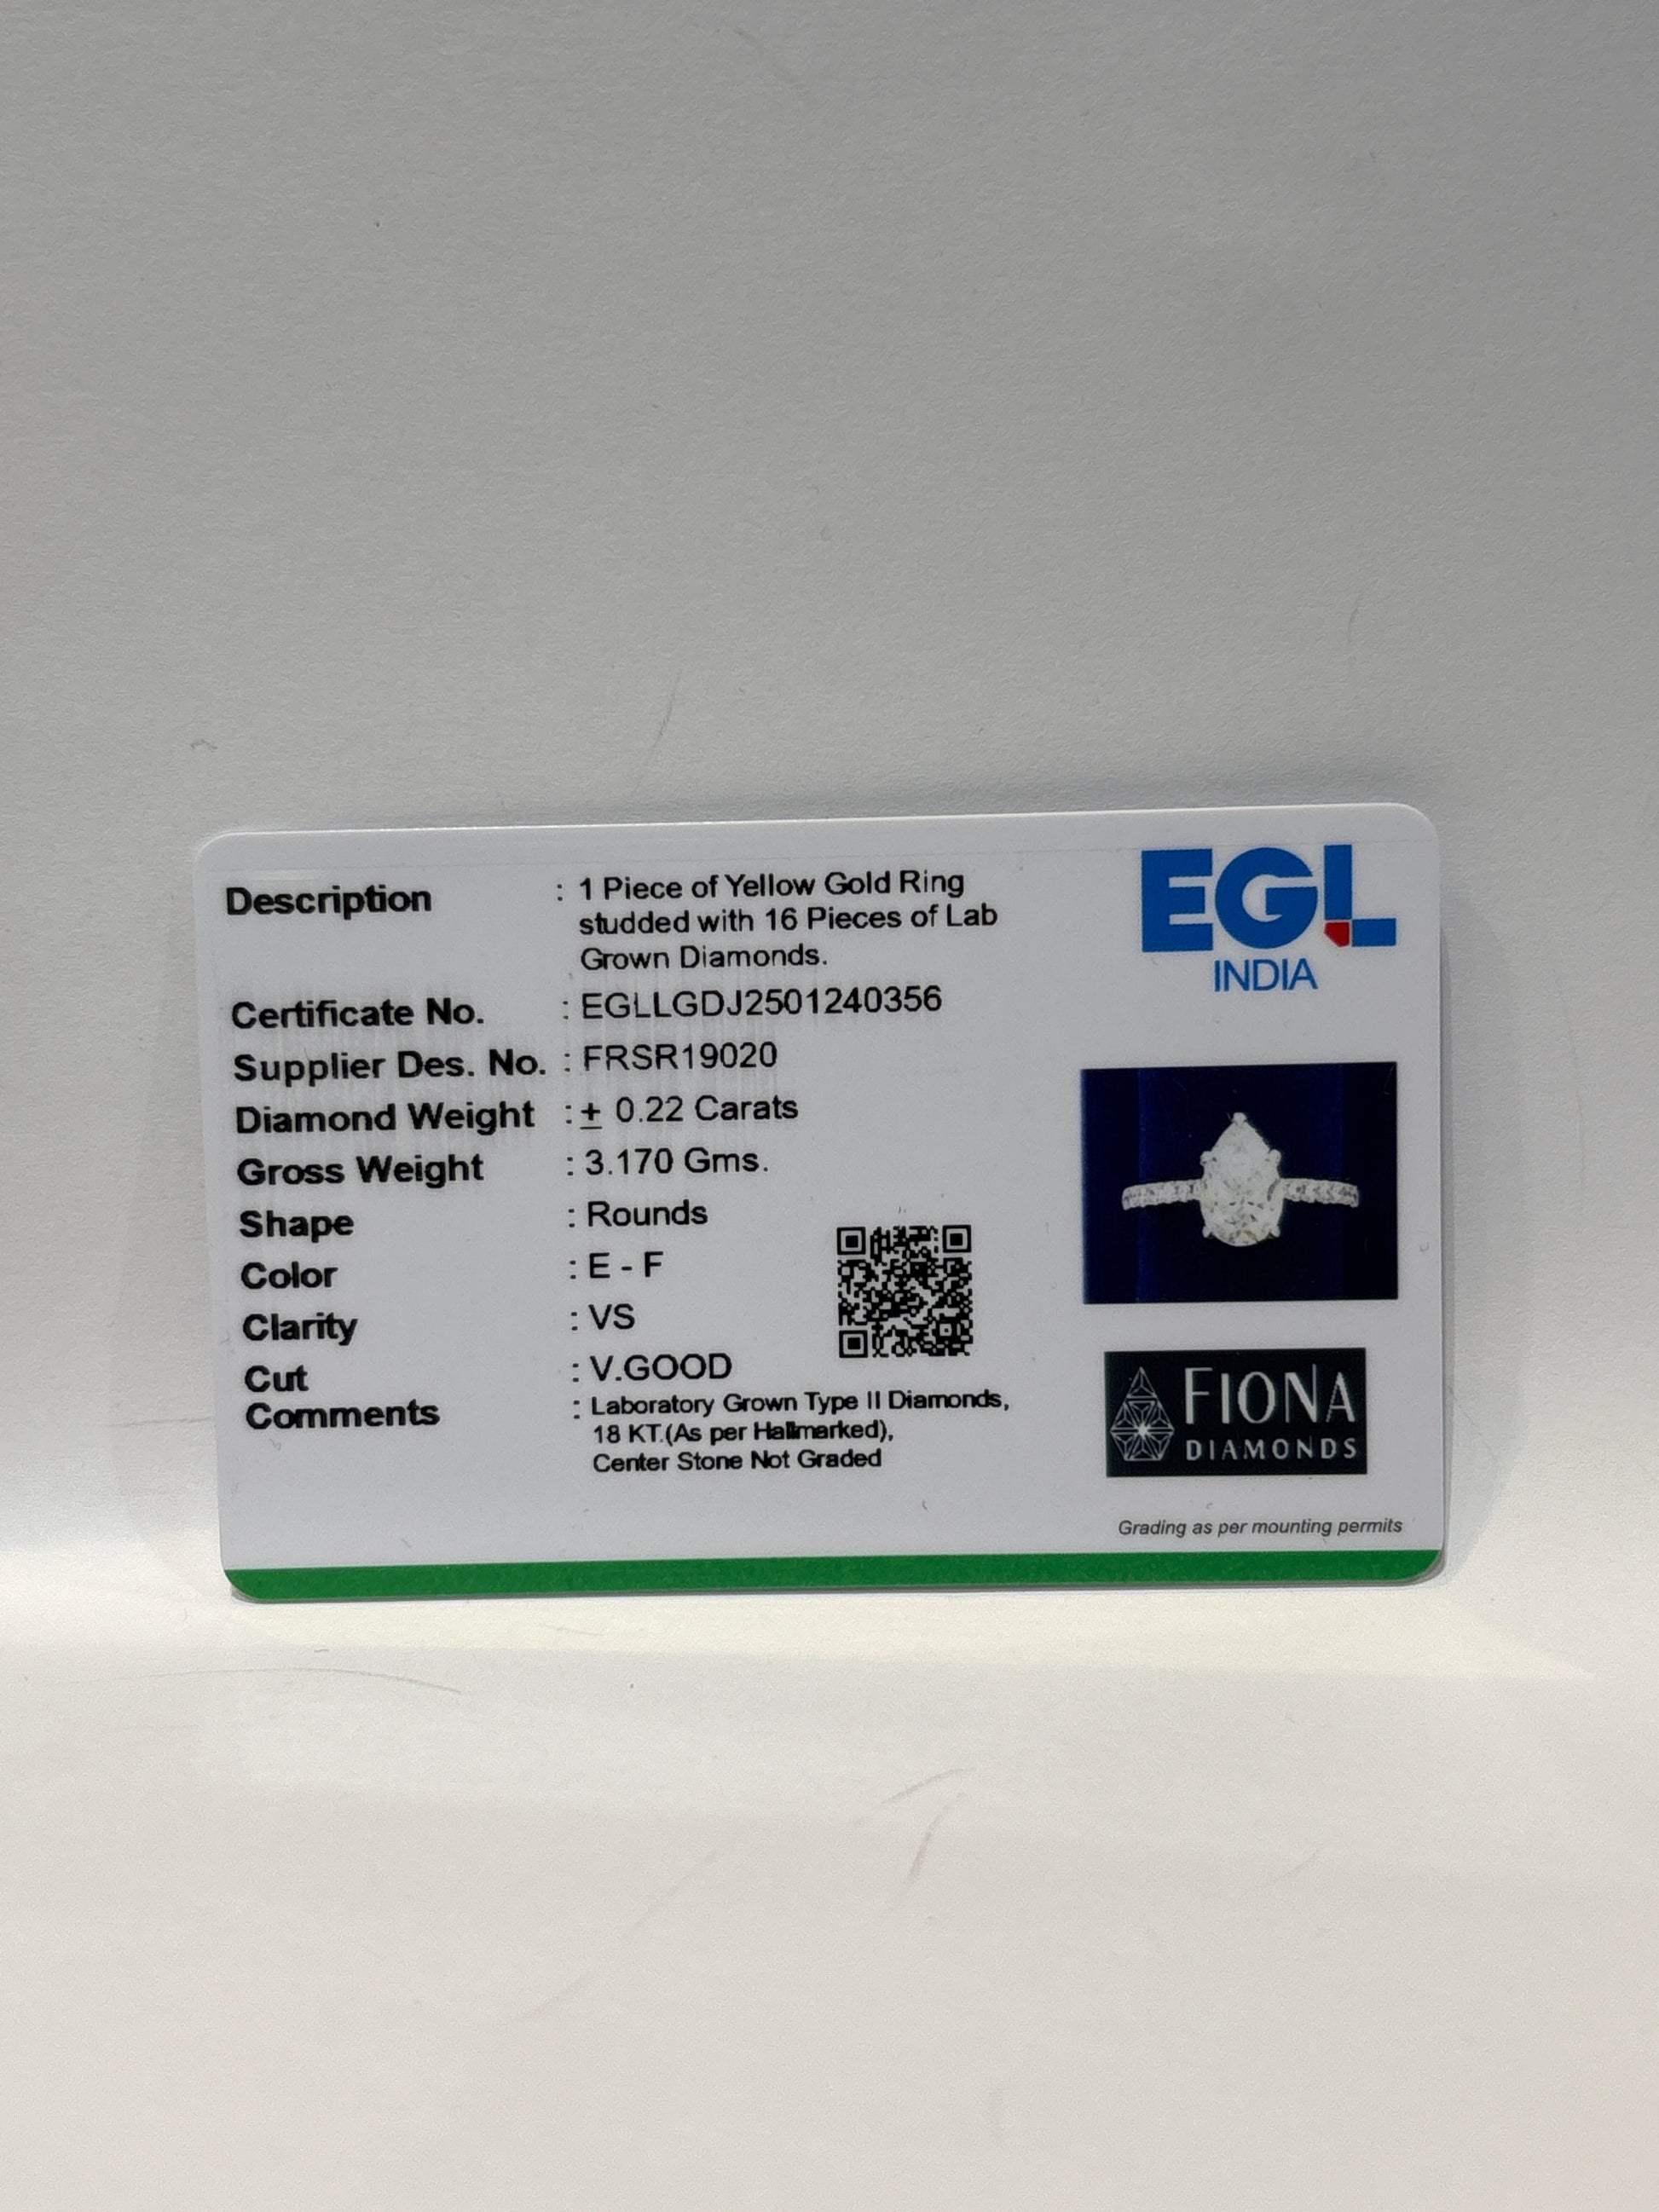 EGL
INDIA
Description : 1 Piece of Yellow Gold Ring
studded with 16 Pieces of Lab
Grown Diamonds.
Certificate No. : EGLLGDJ2501240356
Supplier Des. No. : FRSR19020
Diamond Weight : ± 0.22 Carats
Gross Weight : 3.170 Gms.
Shape : Rounds
Color : E - F
Clarity : VS
Cut : V.GOOD
Comments : Laboratory Grown Type II Diamonds,
18 KT.(As per Hallmarked),
Center Stone Not Graded
FIONA
DIAMONDS
Grading as per mounting permits